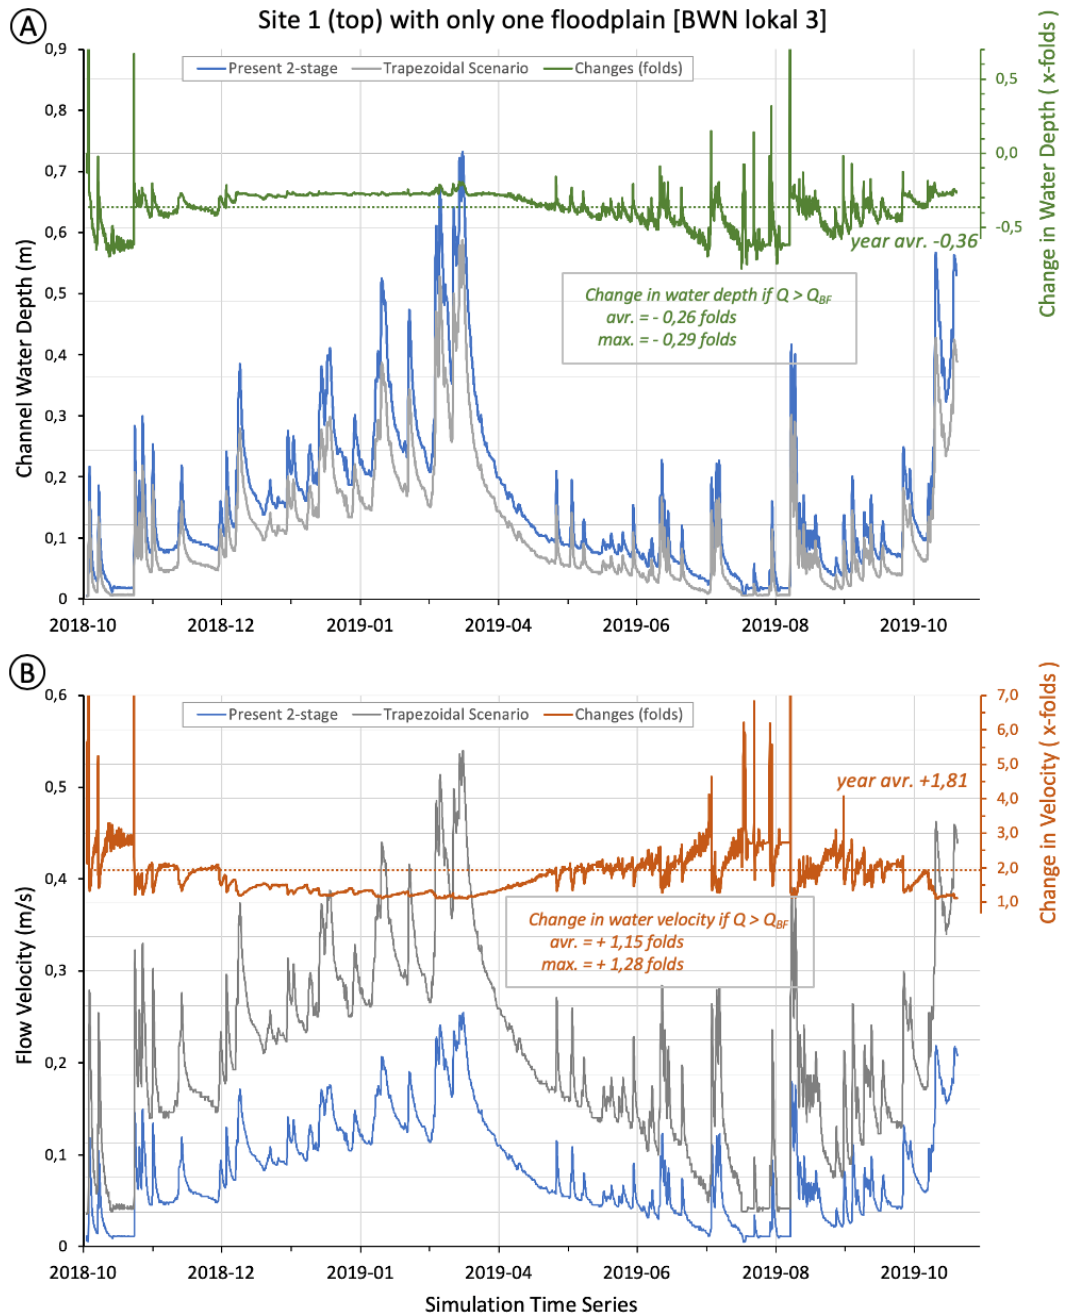 A
Site 1 (top) with only one floodplain [BWN lokal 3]
Channel Water Depth (m)
0,9
0,8
0,7
0,6
0,5
0,4
0,3
0,2
0,1
0
Present 2-stage
Trapezoidal Scenario
Changes (folds)
0,5
0,0
-0,5
Change in Water Depth ( x-folds )
year avr. -0,36
Change in water depth if Q > QBF
avr. = - 0,26 folds
max. = - 0,29 folds
2018-10
2018-12
2019-01
2019-04
2019-06
2019-08
2019-10
B
Flow Velocity (m/s)
0,6
0,5
0,4
0,3
0,2
0,1
0
Present 2-stage
Trapezoidal Scenario
Changes (folds)
7,0
6,0
5,0
4,0
3,0
2,0
1,0
Change in Velocity ( x-folds )
year avr. +1,81
Change in water velocity if Q > QBF
avr. = + 1,15 folds
max. = + 1,28 folds
2018-10
2018-12
2019-01
2019-04
2019-06
2019-08
2019-10
Simulation Time Series